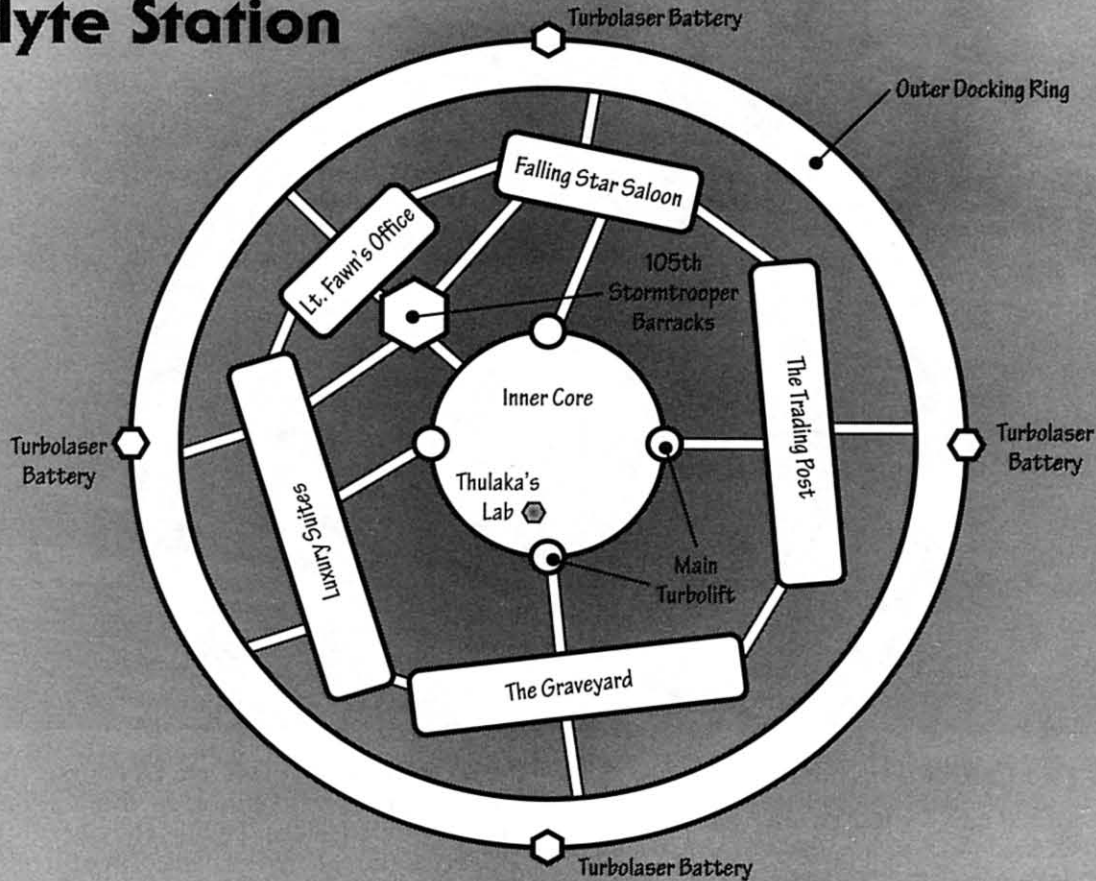 lyte Station
Turbolaser Battery
Outer Docking Ring
Falling Star Saloon
Lt. Fawn's Office
105th
Stormtrooper
Barracks
The Trading Post
Inner Core
Turbolaser
Battery
Turbolaser
Battery
Thulaka's
Lab
Luxury Suites
Main
Turbolift
The Graveyard
Turbolaser Battery